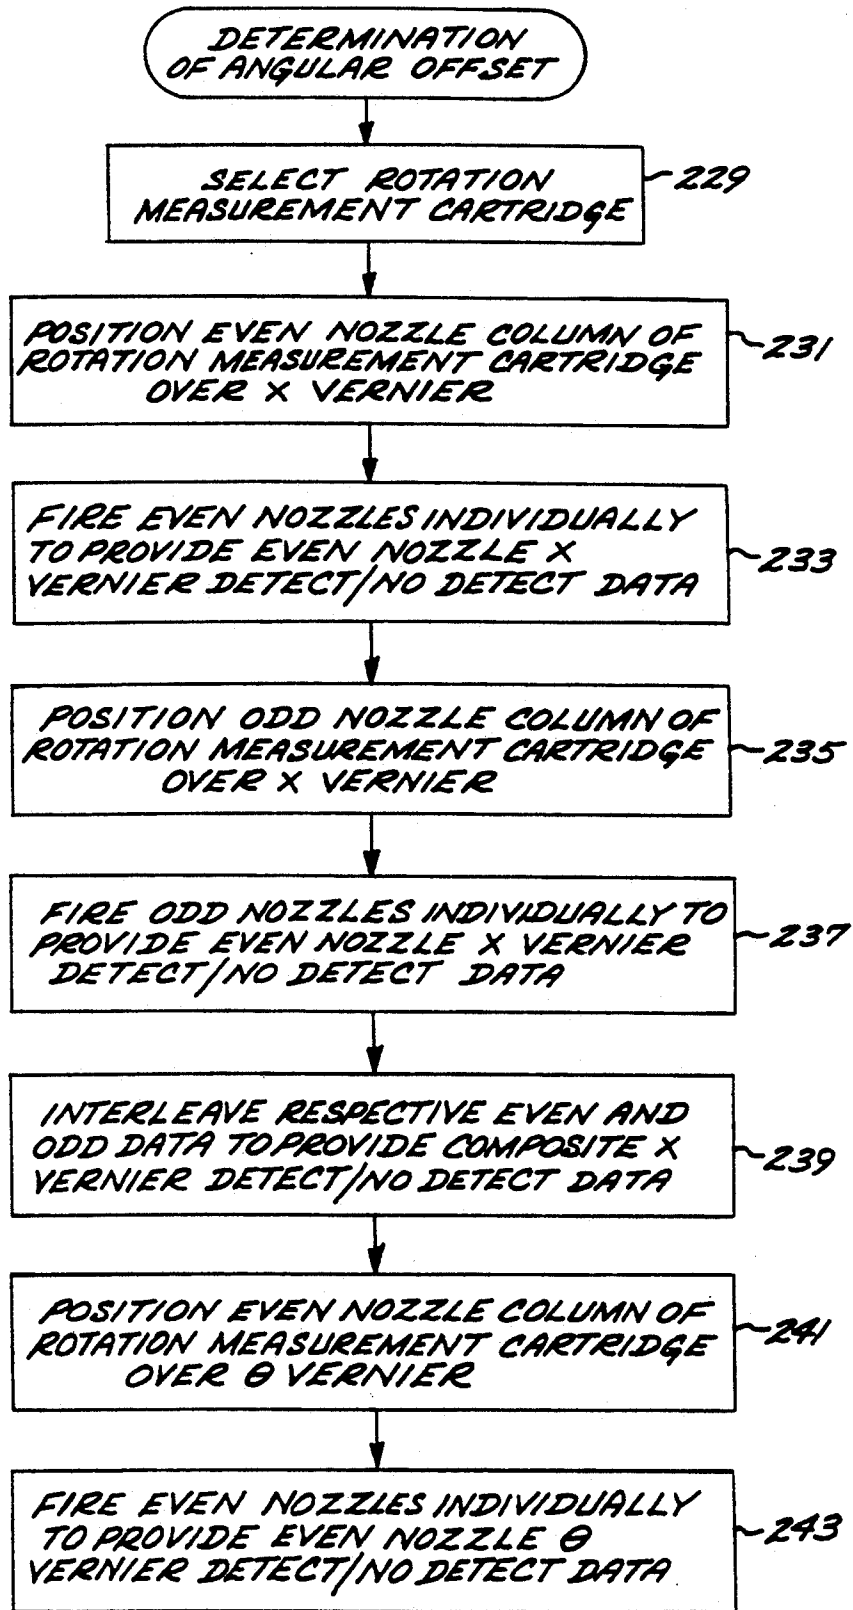 DETERMINATION
OF ANGULAR OFFSET
SELECT ROTATION
MEASUREMENT CARTRIDGE
229
POSITION EVEN NOZZLE COLUMN OF
ROTATION MEASUREMENT CARTRIDGE
OVER X VERNIER
231
FIRE EVEN NOZZLES INDIVIDUALLY
TO PROVIDE EVEN NOZZLE X
VERNIER DETECT/NO DETECT DATA
233
POSITION ODD NOZZLE COLUMN OF
ROTATION MEASUREMENT CARTRIDGE
OVER X VERNIER
235
FIRE ODD NOZZLES INDIVIDUALLY TO
PROVIDE EVEN NOZZLE X VERNIER
DETECT/NO DETECT DATA
237
INTERLEAVE RESPECTIVE EVEN AND
ODD DATA TO PROVIDE COMPOSITE X
VERNIER DETECT/NO DETECT DATA
239
POSITION EVEN NOZZLE COLUMN OF
ROTATION MEASUREMENT CARTRIDGE
OVER θ VERNIER
241
FIRE EVEN NOZZLES INDIVIDUALLY
TO PROVIDE EVEN NOZZLE θ
VERNIER DETECT/NO DETECT DATA
243